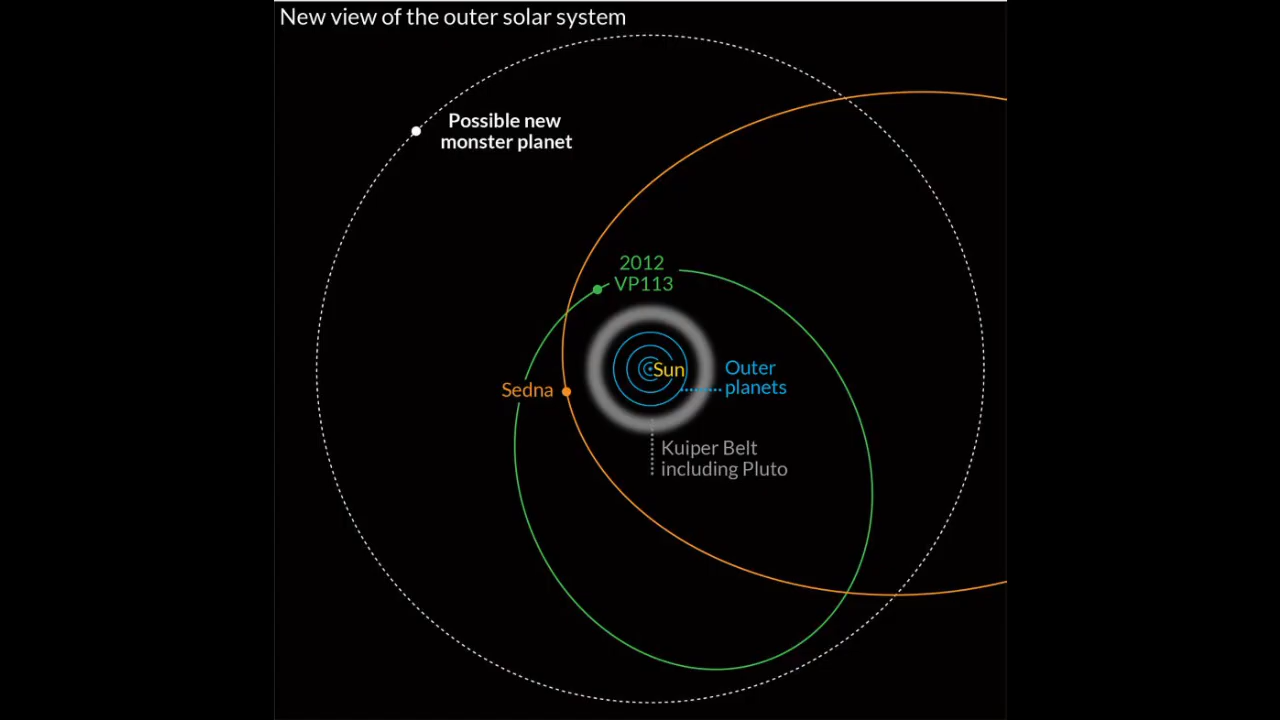 New view of the outer solar system
Possible new
monster planet
2012
VP113
Sun
Outer
planets
Sedna
Kuiper Belt
including Pluto